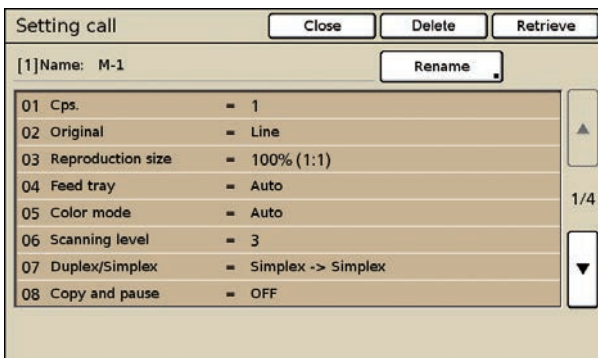 Setting call Close Delete Retrieve
[1]Name: M-1 Rename
01 Cps. = 1
02 Original = Line
03 Reproduction size = 100% (1:1)
04 Feed tray = Auto
05 Color mode = Auto
06 Scanning level = 3
07 Duplex/Simplex = Simplex -> Simplex
08 Copy and pause = OFF
1/4